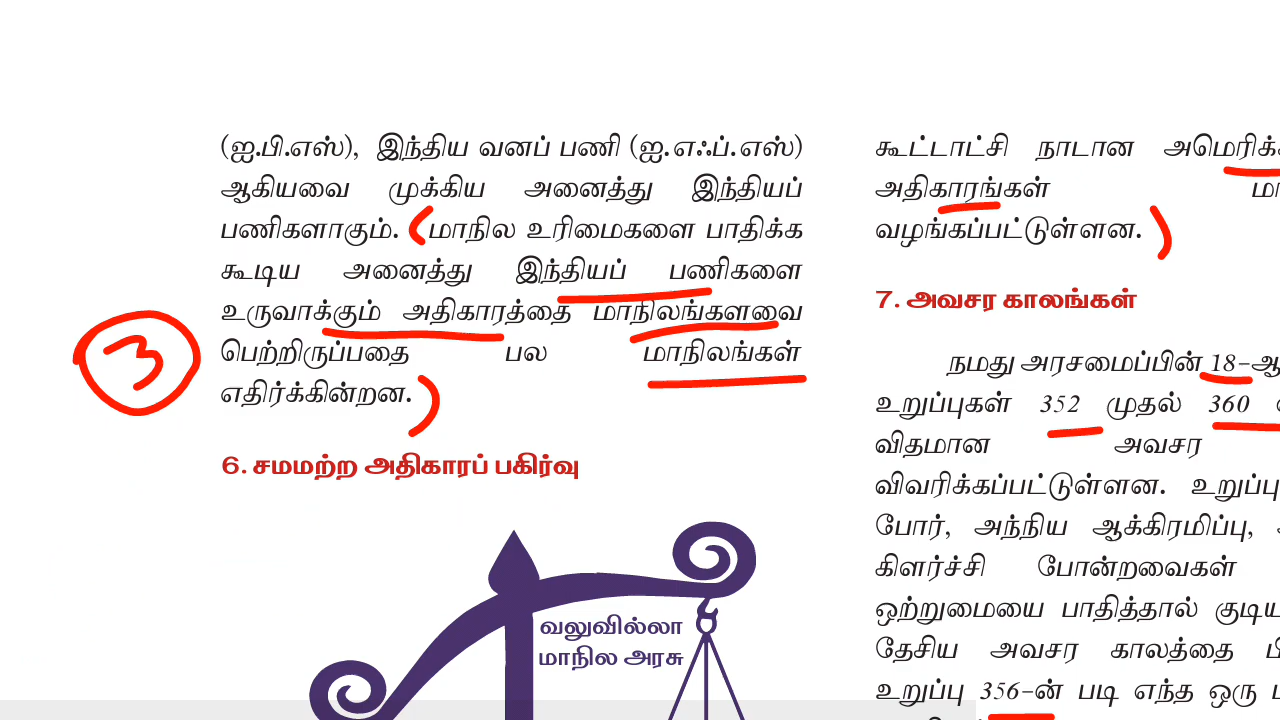 (ஐ.பி.எஸ்), இந்திய வனப் பணி (ஐ.எஃப்.எஸ்)
ஆகியவை முக்கிய அனைத்து இந்தியப்
பணிகளாகும். மாநில உரிமைகளை பாதிக்க
கூடிய அனைத்து இந்தியப் பணிகளை
உருவாக்கும் அதிகாரத்தை மாநிலங்களவை
பெற்றிருப்பதை பல மாநிலங்கள்
எதிர்க்கின்றன.
3
6. சமமற்ற அதிகாரப் பகிர்வு
வலுவில்லா
மாநில அரசு
கூட்டாட்சி நாடான
அதிகாரங்கள்
வழங்கப்பட்டுள்ளன.
7. அவசர காலங்கள்
நமது அரசமைப்பின் 18-ஆ
உறுப்புகள் 352 முதல் 360
விதமான அவசர
விவரிக்கப்பட்டுள்ளன.
போர், அந்நிய ஆக்கிரமிப்பு,
கிளர்ச்சி போன்றவைகள்
ஒற்றுமையை பாதித்தால்
தேசிய அவசர காலத்தை
உறுப்பு 356-ன் படி எந்த ஒரு